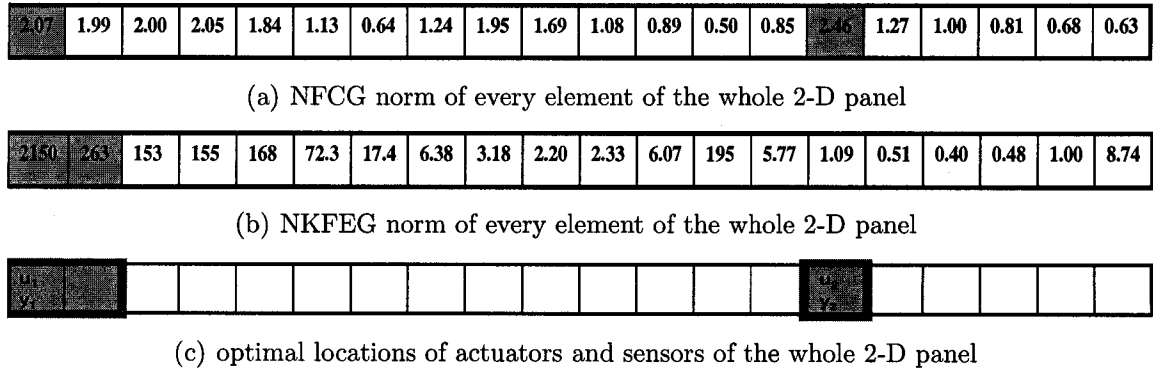 2.07 1.99 2.00 2.05 1.84 1.13 0.64 1.24 1.95 1.69 1.08 0.89 0.50 0.85 2.46 1.27 1.00 0.81 0.68 0.63
(a) NFCG norm of every element of the whole 2-D panel
2150 263 153 155 168 72.3 17.4 6.38 3.18 2.20 2.33 6.07 195 5.77 1.09 0.51 0.40 0.48 1.00 8.74
(b) NKFEG norm of every element of the whole 2-D panel
u₁ u₂
y₁ y₂
(c) optimal locations of actuators and sensors of the whole 2-D panel